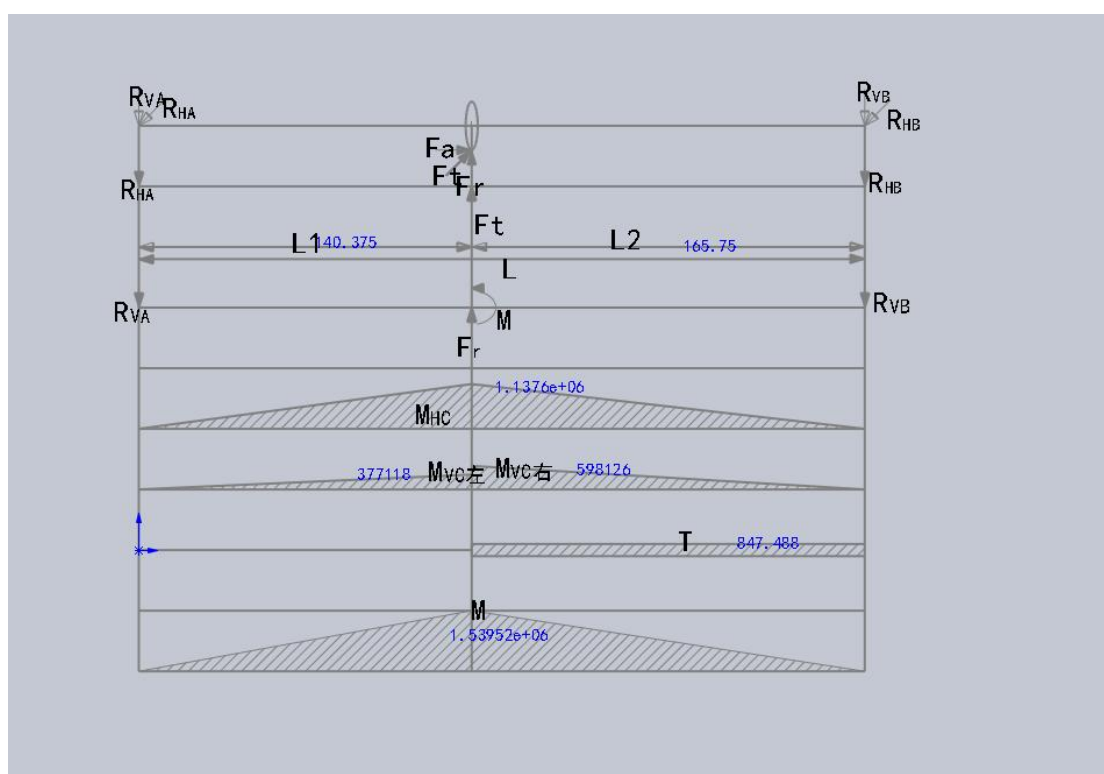 RVA
RHA
RVB
RHB
Fa
Ft
Fr
RHA
RHB
Ft
L1 140.375
L2 165.75
L
RVA
M
RVB
Fr
1.1376e+06
MHC
377118 MVC左 MVC右 598126
T 847.488
M
1.53952e+06